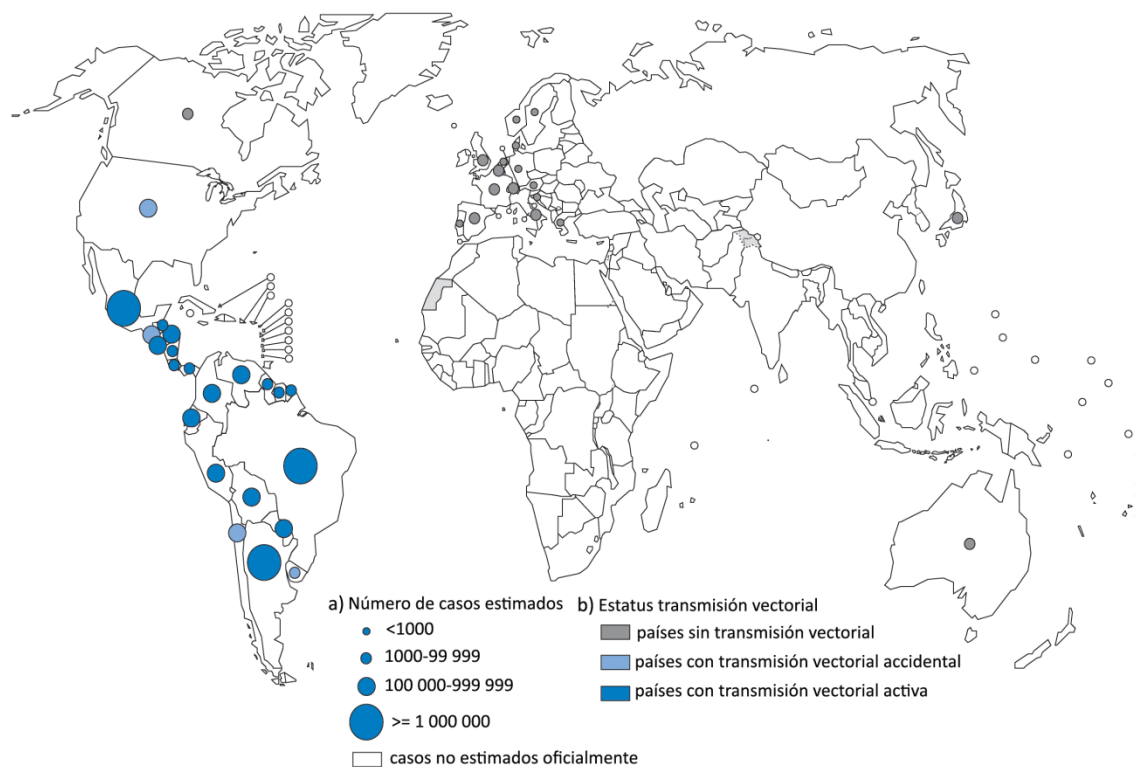 a) Número de casos estimados
<1000
1000-99 999
100 000-999 999
>= 1 000 000
casos no estimados oficialmente
b) Estatus transmisión vectorial
países sin transmisión vectorial
países con transmisión vectorial accidental
países con transmisión vectorial activa